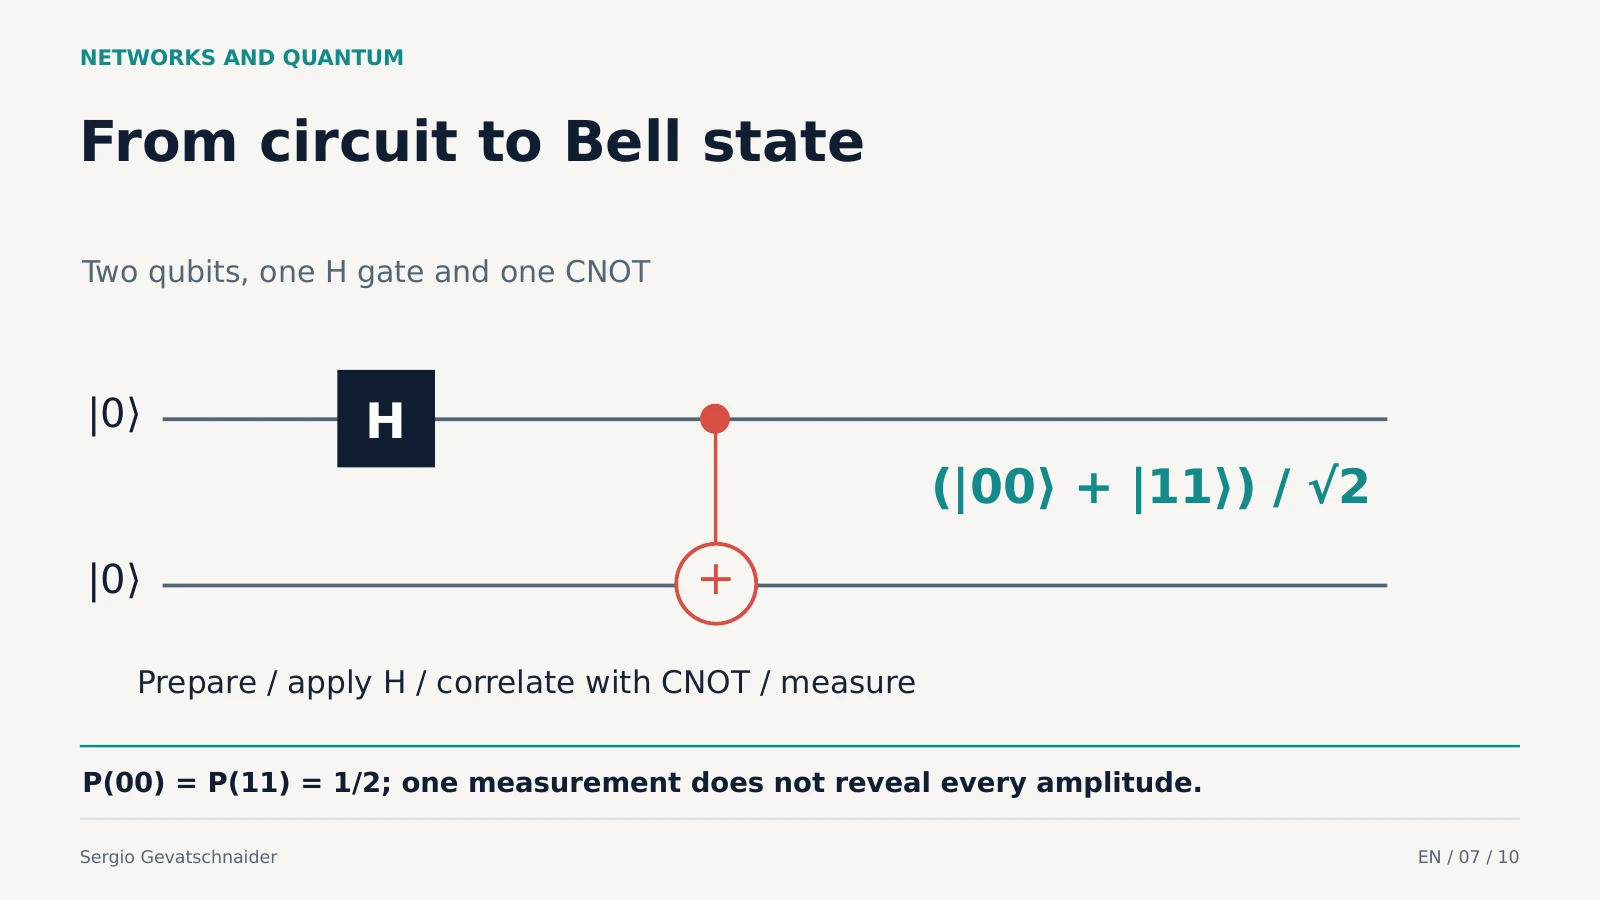 NETWORKS AND QUANTUM
From circuit to Bell state
Two qubits, one H gate and one CNOT
|0⟩
H
(|00⟩ + |11⟩) / √2
|0⟩
+
Prepare / apply H / correlate with CNOT / measure
P(00) = P(11) = 1/2; one measurement does not reveal every amplitude.
Sergio Gevatschnaider
EN / 07 / 10